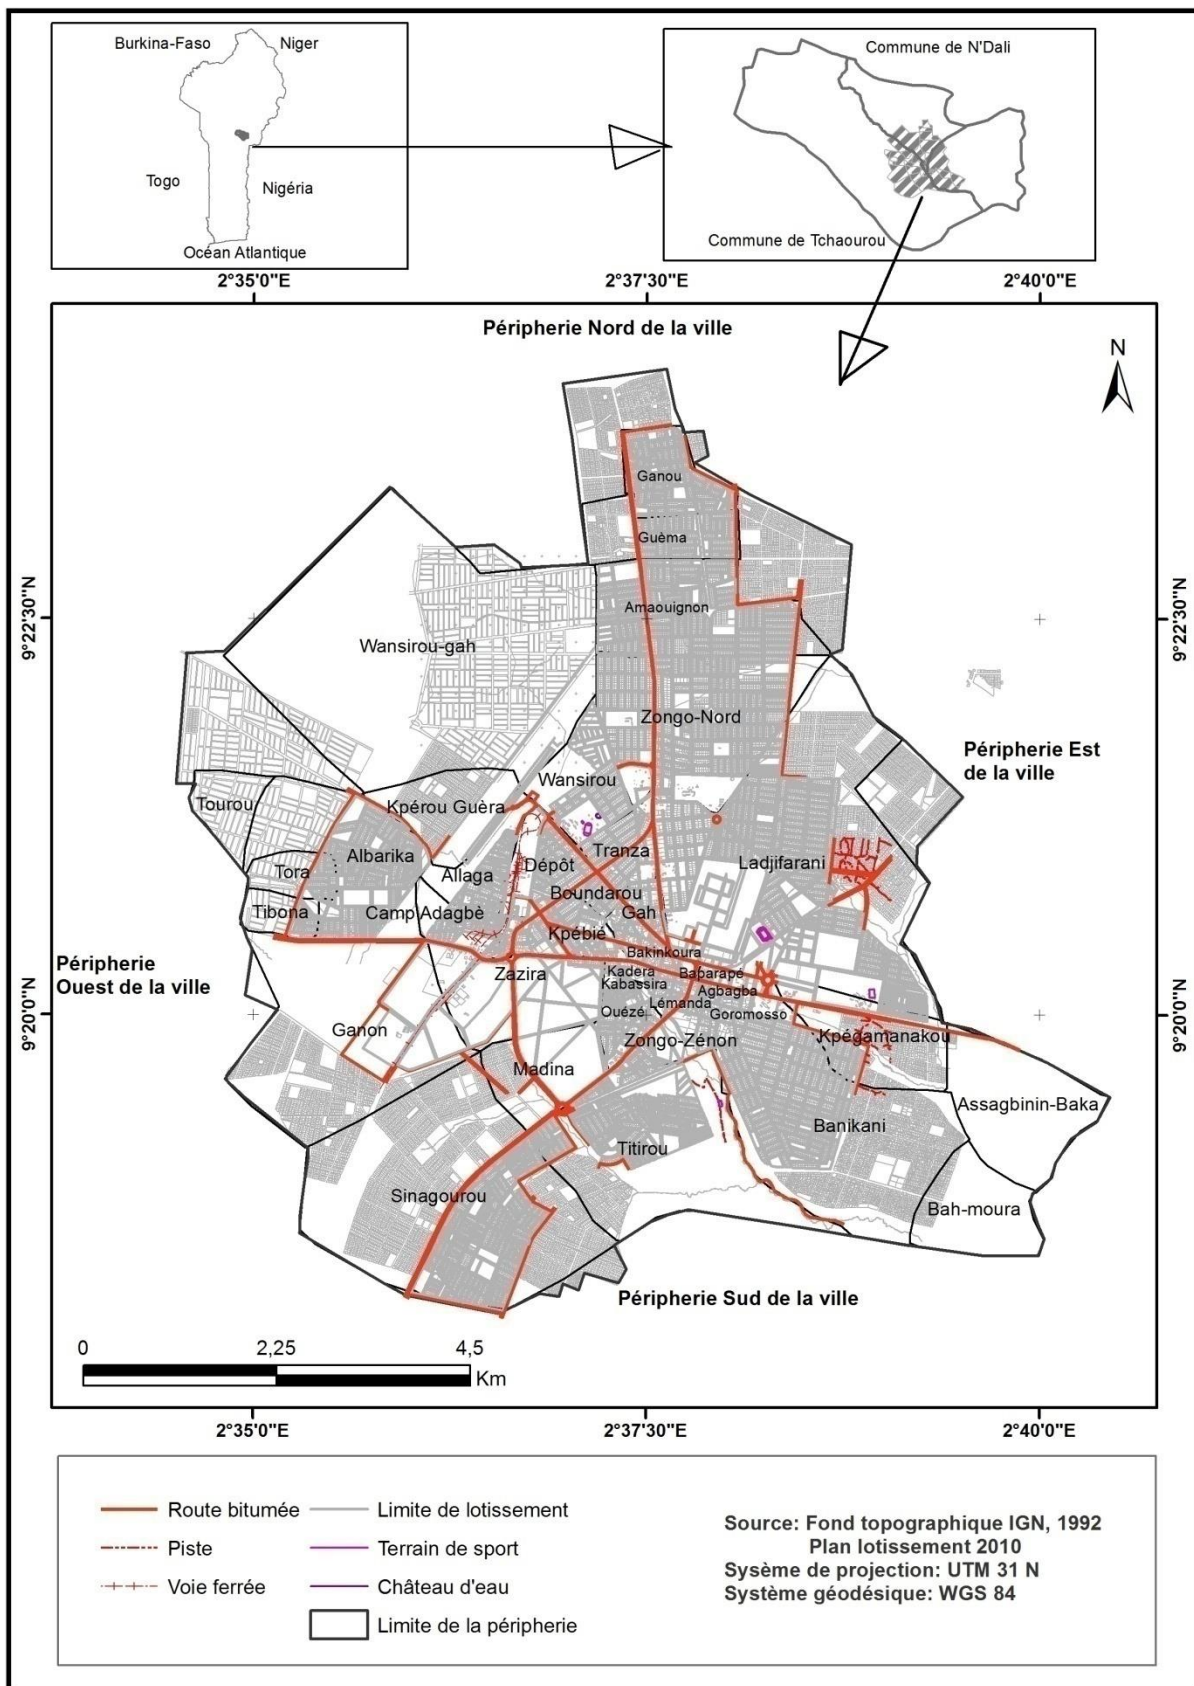 Burkina-Faso
Niger
Togo
Nigéria
Océan Atlantique
Commune de N'Dali
Commune de Tchaourou
2°35'0"E
2°37'30"E
2°40'0"E
Péripherie Nord de la ville
N
Ganou
Guèma
9°22'30"N
9°22'30"N
Amaouignon
Wansirou-gah
Zongo-Nord
Péripherie Est
de la ville
Wansirou
Tourou
Kpérou Guèra
Albarika
Tranza
Ladjifarani
Tora
Allaga
Dépôt
Boundarou
Tibona
Camp Adagbè
Gah
Kpébié
Bakinkoura
Péripherie
Ouest de la ville
Zazira
Kadera
Baparapé
Kabassira
Agbagba
Lémanda
Ouézé
Goromosso
9°20'0"N
9°20'0"N
Ganon
Zongo-Zénon
Kpégamanakou
Madina
Assagbinin-Baka
Banikani
Titirou
Sinagourou
Bah-moura
Péripherie Sud de la ville
0
2,25
4,5
Km
2°35'0"E
2°37'30"E
2°40'0"E
Route bitumée
Limite de lotissement
Piste
Terrain de sport
Voie ferrée
Château d'eau
Limite de la péripherie
Source: Fond topographique IGN, 1992
Plan lotissement 2010
Sysème de projection: UTM 31 N
Système géodésique: WGS 84